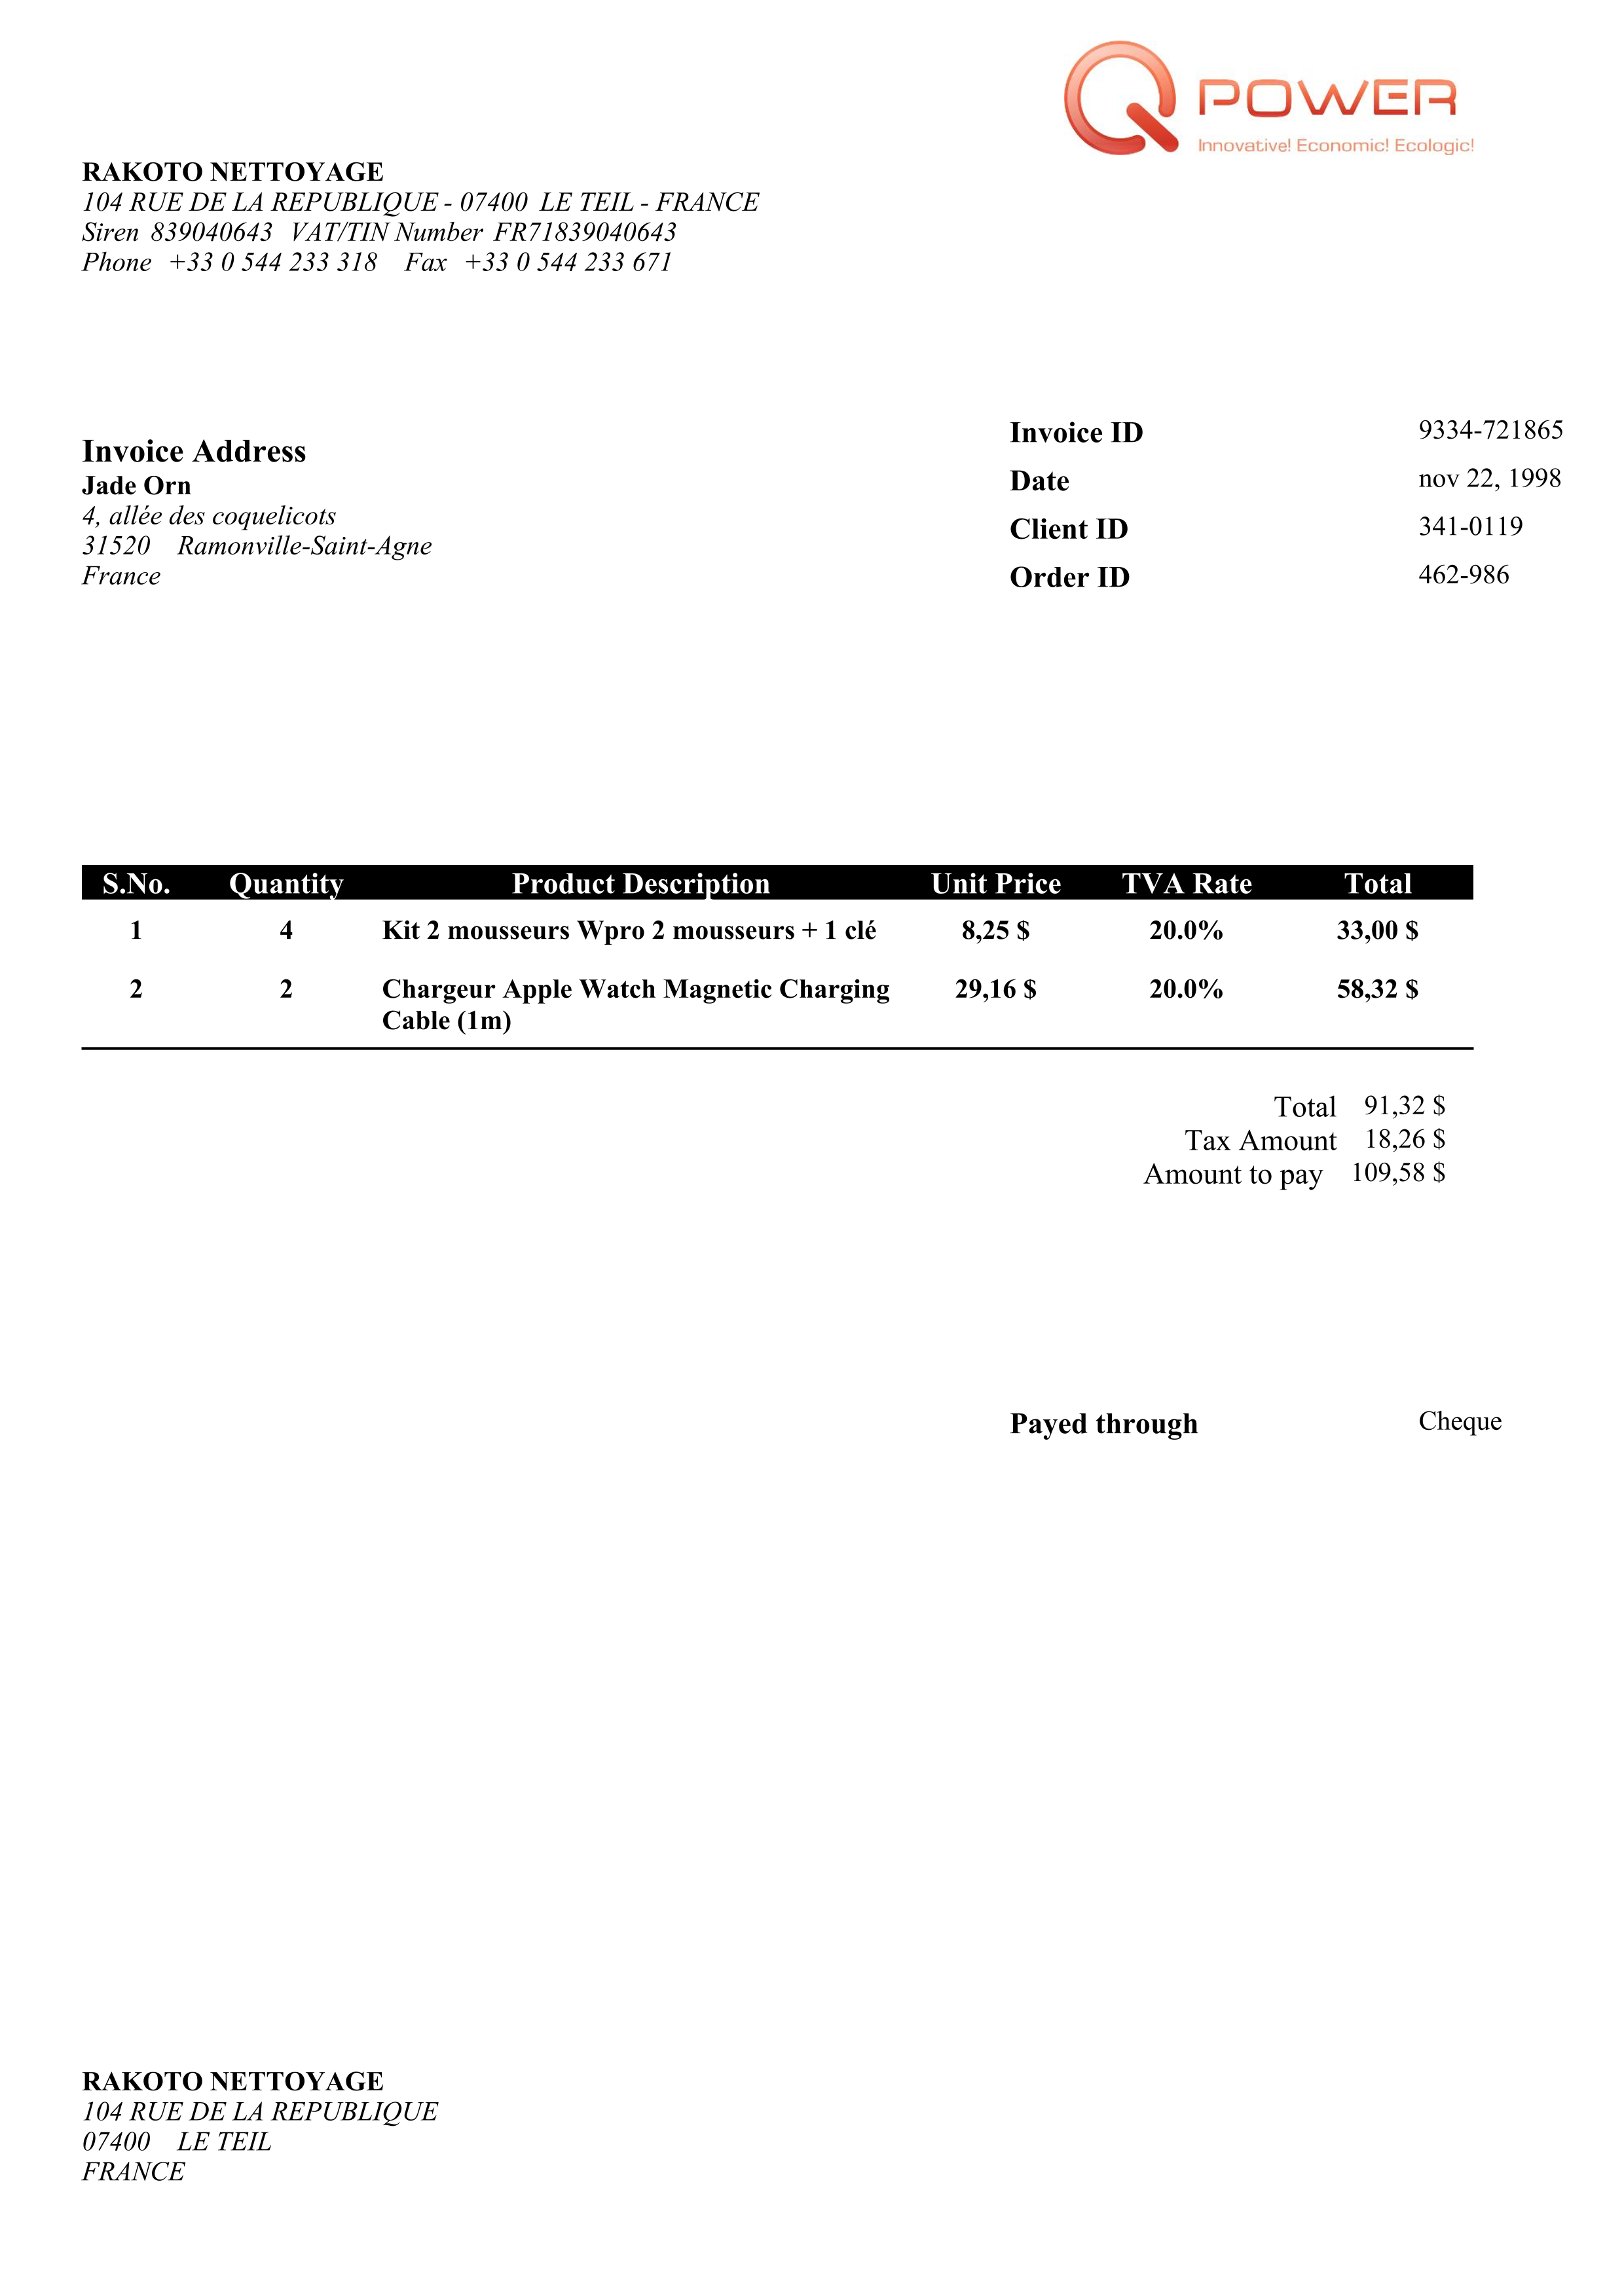 POWER
Innovative! Economic! Ecologic!
RAKOTO NETTOYAGE
104 RUE DE LA REPUBLIQUE - 07400 LE TEIL - FRANCE
Siren 839040643 VAT/TIN Number FR71839040643
Phone +33 0 544 233 318 Fax +33 0 544 233 671
Invoice Address
Jade Orn
4, allée des coquelicots
31520 Ramonville-Saint-Agne
France
Invoice ID 9334-721865
Date nov 22, 1998
Client ID 341-0119
Order ID 462-986
S.No. Quantity Product Description Unit Price TVA Rate Total
1 4 Kit 2 mousseurs Wpro 2 mousseurs + 1 clé 8,25 $ 20.0% 33,00 $
2 2 Chargeur Apple Watch Magnetic Charging 29,16 $ 20.0% 58,32 $
Cable (1m)
Total 91,32 $
Tax Amount 18,26 $
Amount to pay 109,58 $
Payed through Cheque
RAKOTO NETTOYAGE
104 RUE DE LA REPUBLIQUE
07400 LE TEIL
FRANCE